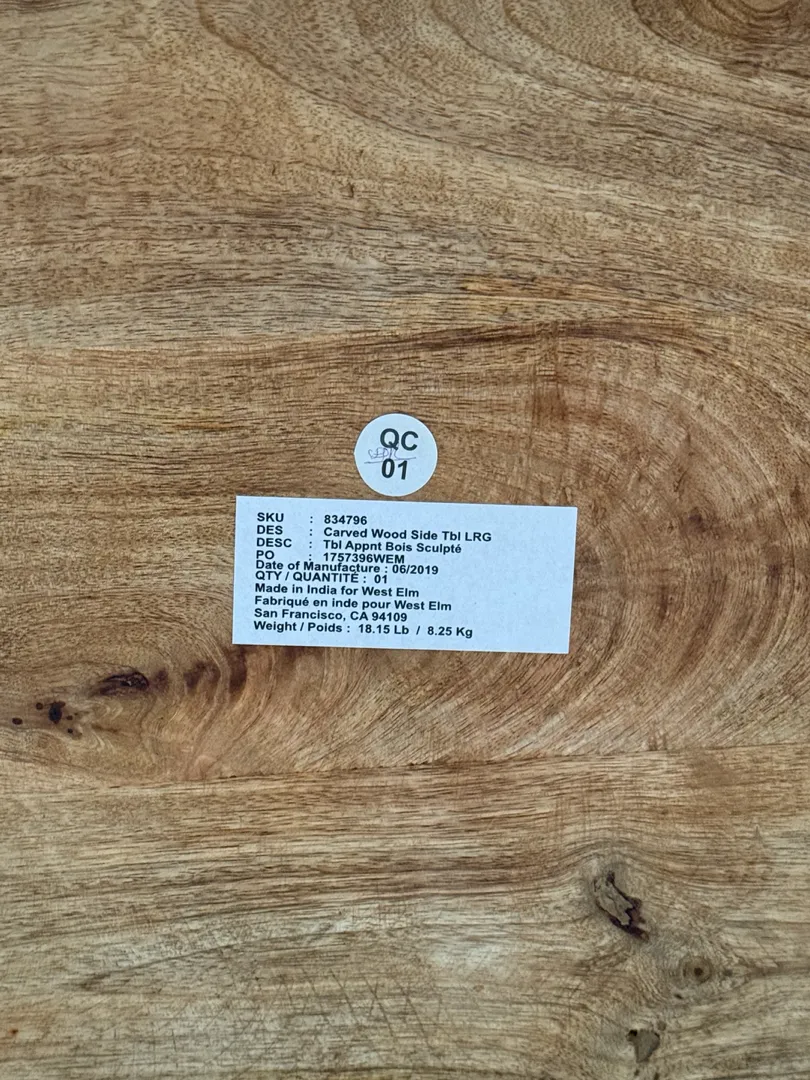 QC
01
SKU : 834796
DES : Carved Wood Side Tbl LRG
DESC : Tbl Appnt Bois Sculpté
PO : 1757396WEM
Date of Manufacture : 06/2019
QTY / QUANTITÉ : 01
Made in India for West Elm
Fabriqué en inde pour West Elm
San Francisco, CA 94109
Weight / Poids : 18.15 Lb / 8.25 Kg